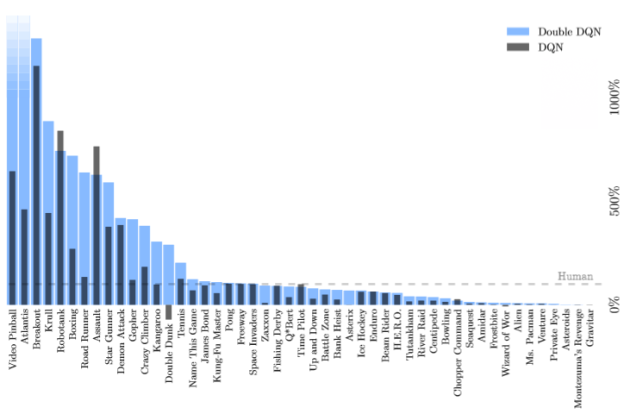 Double DQN
DQN
1000%
500%
Human
0%
Video Pinball
Atlantis
Breakout
Krull
Robotank
Boxing
Road Runner
Assault
Star Gunner
Demon Attack
Gopher
Crazy Climber
Kangaroo
Double Dunk
Tennis
Name This Game
James Bond
Kung-Fu Master
Pong
Freeway
Space Invaders
Zaxxon
Fishing Derby
Q*Bert
Time Pilot
Up and Down
Battle Zone
Bank Heist
Asterix
Ice Hockey
Enduro
Beam Rider
H.E.R.O.
Tutankham
River Raid
Centipede
Bowling
Chopper Command
Seaquest
Amidar
Frostbite
Wizard of Wor
Alien
Ms. Pacman
Venture
Private Eye
Asteroids
Montezuma's Revenge
Gravitar